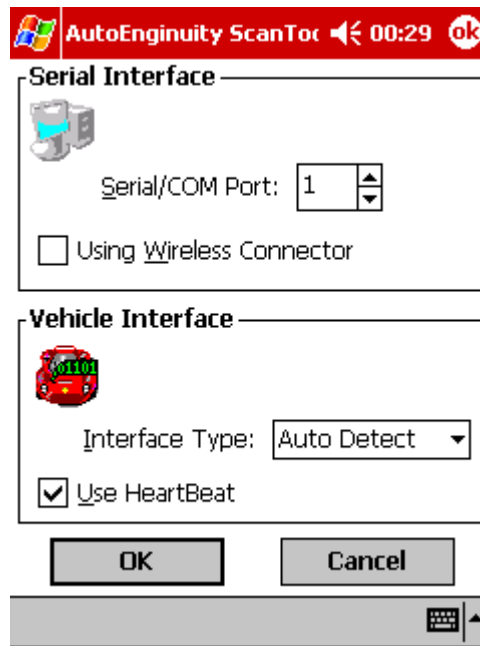 AutoEnginuity ScanToo 00:29 ok
Serial Interface
Serial/COM Port: 1
Using Wireless Connector
Vehicle Interface
01101
Interface Type: Auto Detect
Use HeartBeat
OK Cancel